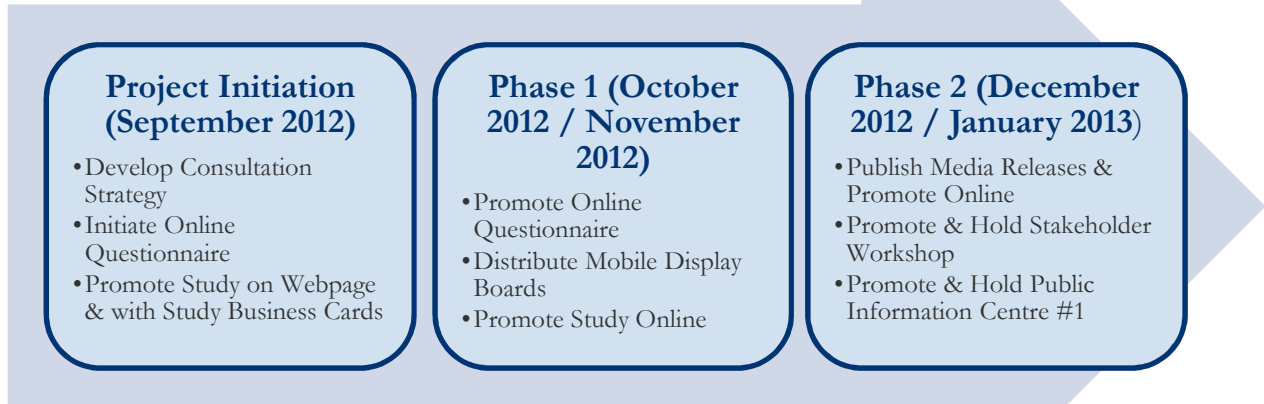 Project Initiation
(September 2012)
•Develop Consultation
Strategy
•Initiate Online
Questionnaire
•Promote Study on Webpage
& with Study Business Cards
Phase 1 (October
2012 / November
2012)
•Promote Online
Questionnaire
•Distribute Mobile Display
Boards
•Promote Study Online
Phase 2 (December
2012 / January 2013)
•Publish Media Releases &
Promote Online
•Promote & Hold Stakeholder
Workshop
•Promote & Hold Public
Information Centre #1